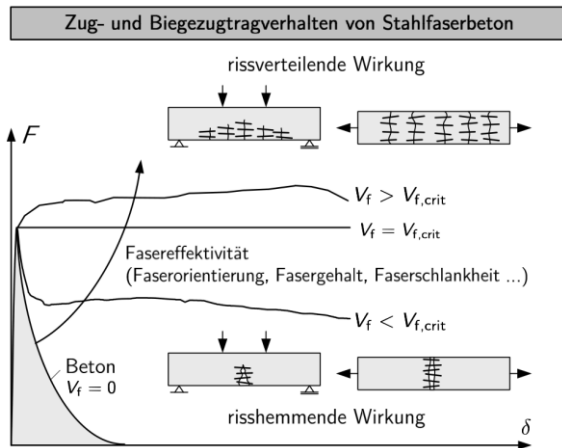 Zug- und Biegezugtragverhalten von Stahlfaserbeton
rissverteilende Wirkung
F
V_f > V_f,crit
V_f = V_f,crit
Fasereffektivität
(Faserorientierung, Fasergehalt, Faserschlankheit ...)
V_f < V_f,crit
Beton
V_f = 0
risshemmende Wirkung
δ